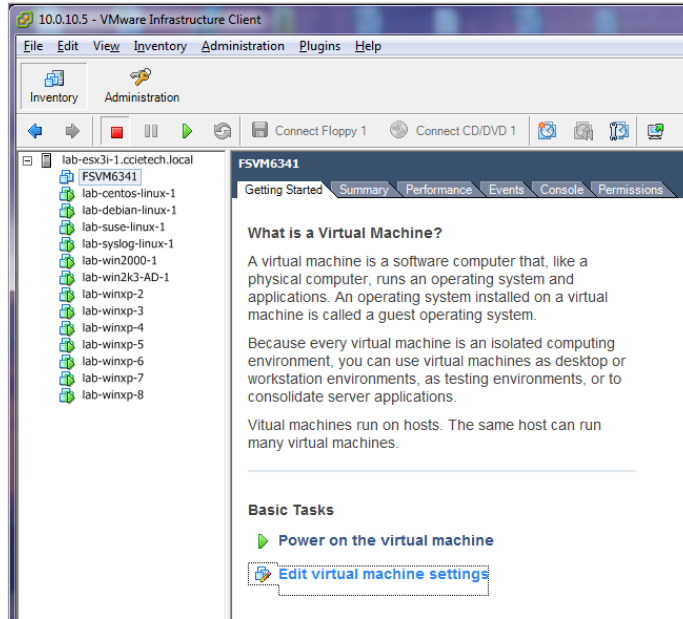 10.0.10.5 - VMware Infrastructure Client
File Edit View Inventory Administration Plugins Help
Inventory Administration
Connect Floppy 1 Connect CD/DVD 1
lab-esx3i-1.ccietech.local
FSVM6341
lab-centos-linux-1
lab-debian-linux-1
lab-suse-linux-1
lab-syslog-linux-1
lab-win2000-1
lab-win2k3-AD-1
lab-winxp-2
lab-winxp-3
lab-winxp-4
lab-winxp-5
lab-winxp-6
lab-winxp-7
lab-winxp-8
FSVM6341
Getting Started Summary Performance Events Console Permissions
What is a Virtual Machine?
A virtual machine is a software computer that, like a
physical computer, runs an operating system and
applications. An operating system installed on a virtual
machine is called a guest operating system.
Because every virtual machine is an isolated computing
environment, you can use virtual machines as desktop or
workstation environments, as testing environments, or to
consolidate server applications.
Vitual machines run on hosts. The same host can run
many virtual machines.
Basic Tasks
Power on the virtual machine
Edit virtual machine settings